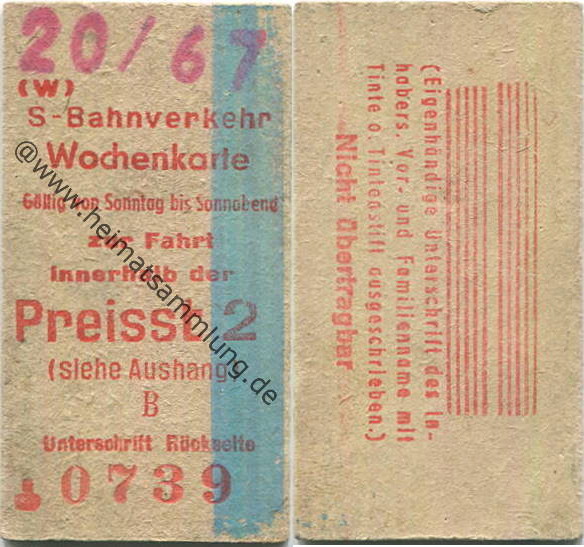 20/67
(W)
S-Bahnverkehr
Wochenkarte
Gültig von Sonntag bis Sonnabend
zur Fahrt
innerhalb der
Preisst. 2
(siehe Aushang)
B
Unterschrift Rückseite
0739
@www.heimatsammlung.de
(Eigenhändige Unterschrift des In-
habers. Vor- und Familienname mit
Tinte o. Tintenstift ausgeschrieben.)
Nicht übertragbar